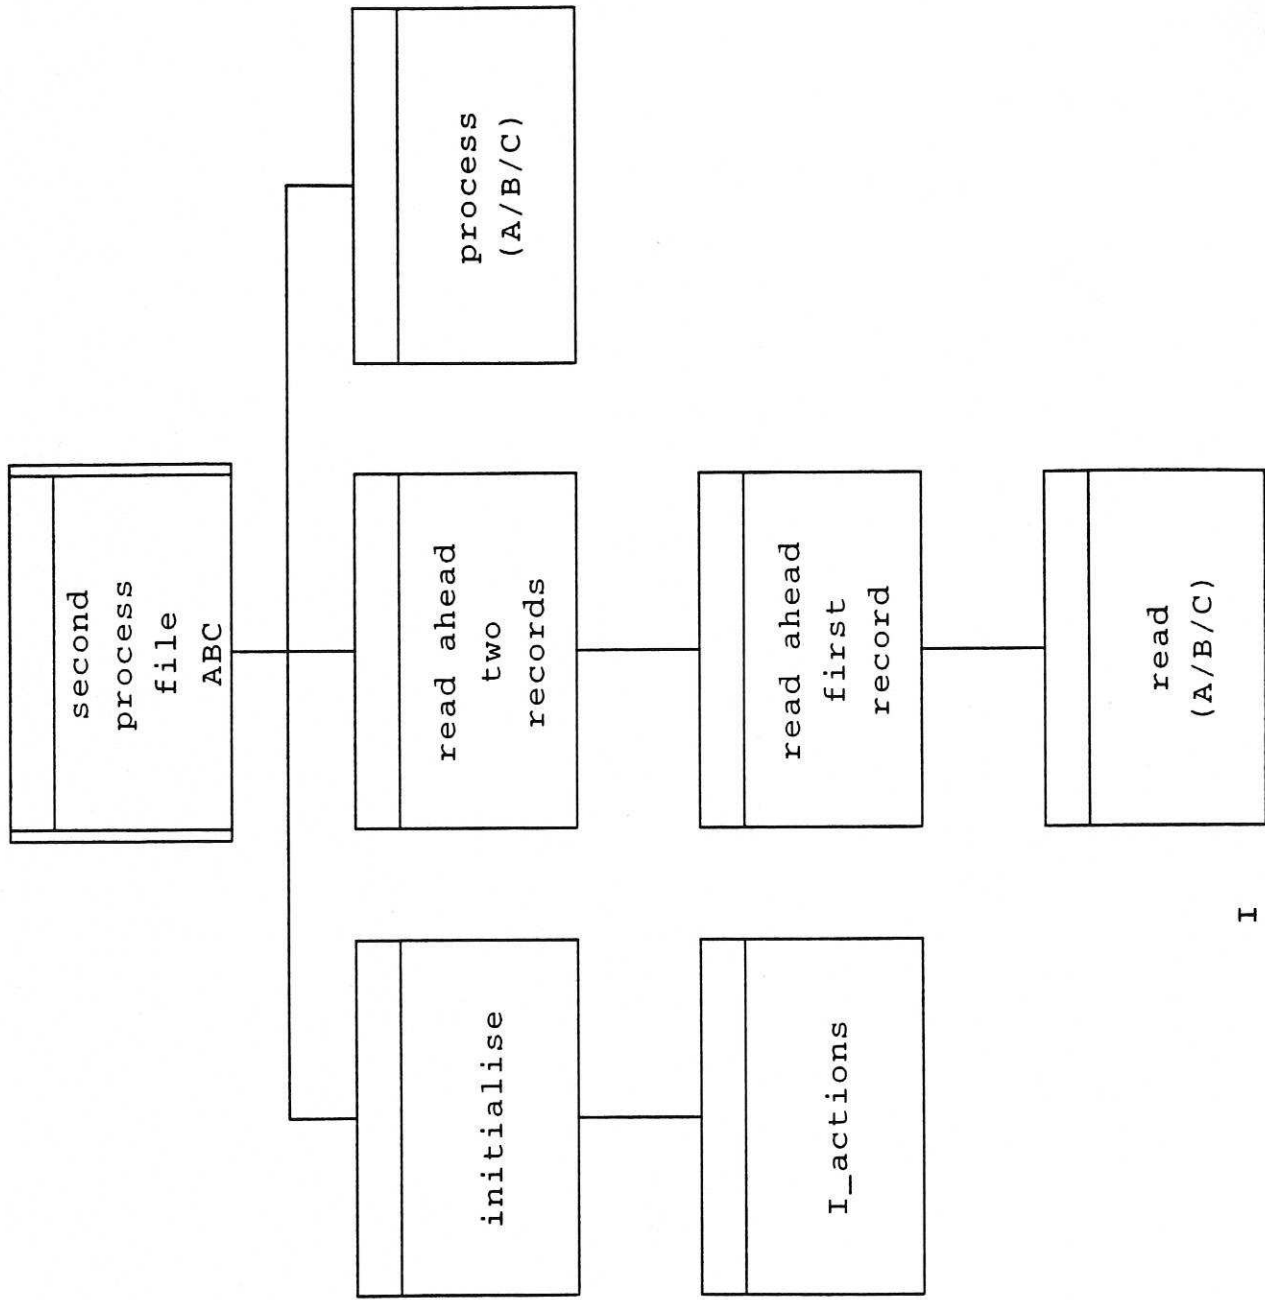 second
process
file
ABC
initialise
read ahead
two
records
process
(A/B/C)
I_actions
read ahead
first
record
read
(A/B/C)
I